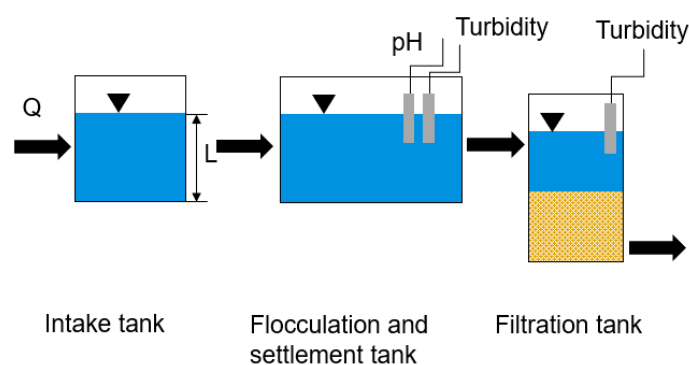 Turbidity
pH
Turbidity
Q
L
Intake tank
Flocculation and
settlement tank
Filtration tank